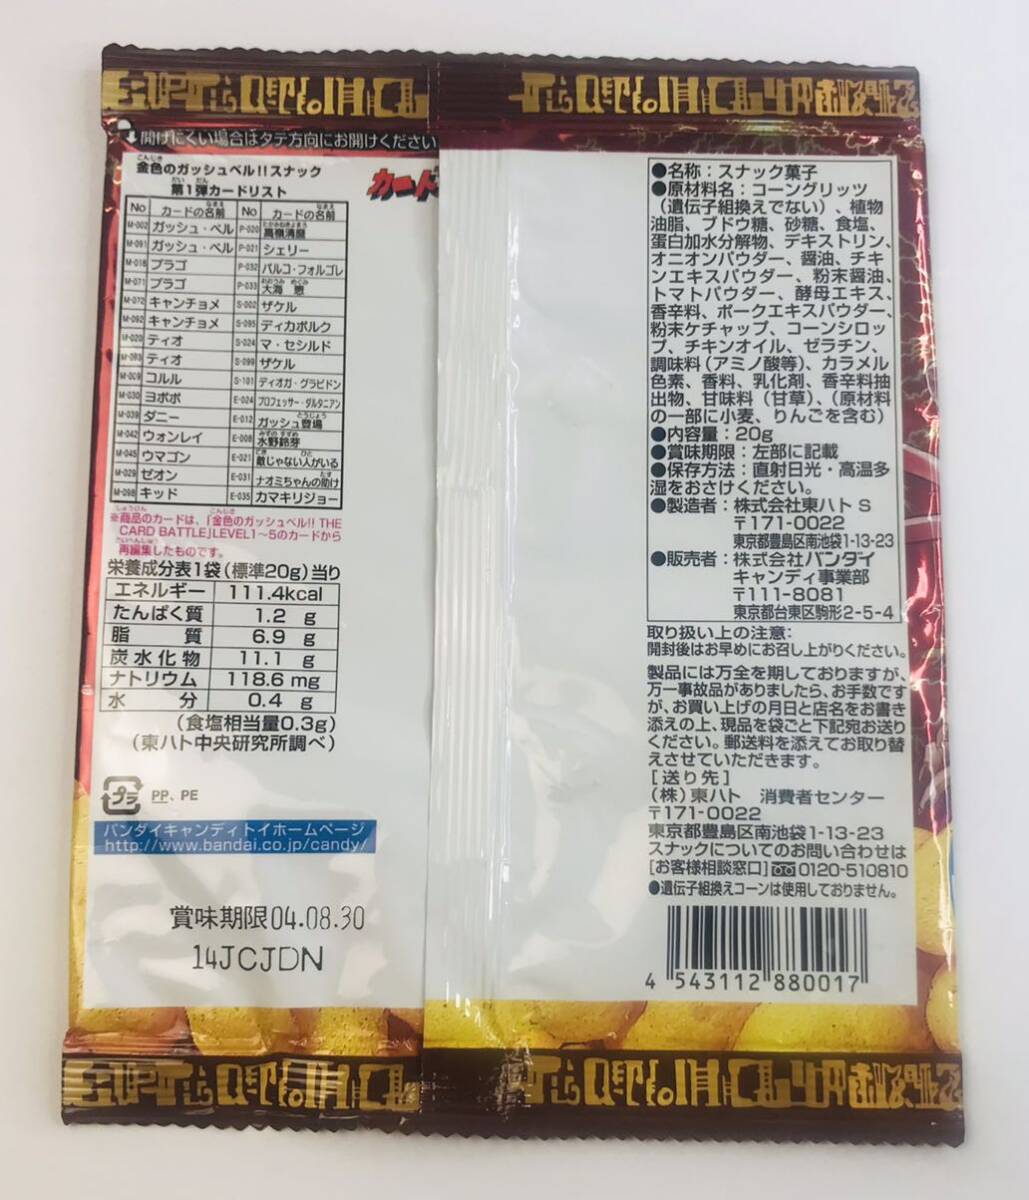 開けにくい場合はタテ方向にお開けください
金色のガッシュベル!!スナック
こんじき
第1弾カードリスト
だい だん
カード
No カードの名前 No カードの名前
M-002 ガッシュ・ベル P-020 高嶺清麿
M-091 ガッシュ・ベル P-021 シェリー
M-018 ブラゴ P-032 パルコ・フォルゴレ
M-071 ブラゴ P-033 大海 恵
M-072 キャンチョメ S-002 ザケル
M-092 キャンチョメ S-095 ディカポルク
M-020 ティオ S-024 マ・セシルド
M-093 ティオ S-099 ザケル
M-009 コルル S-101 ディオガ・グラビドン
M-030 ヨポポ E-024 プロフェッサー・ダルタニアン
M-039 ダニー E-012 ガッシュ登場
M-042 ウォンレイ E-008 水野鈴芽
M-045 ウマゴン E-021 敵じゃない人がいる
M-029 ゼオン E-031 ナオミちゃんの助け
M-098 キッド E-035 カマキリジョー
※商品のカードは、「金色のガッシュベル!! THE
CARD BATTLE」LEVEL1〜5のカードから
再編集したものです。
栄養成分表1袋(標準20g)当り
エネルギー 111.4kcal
たんぱく質 1.2 g
脂 質 6.9 g
炭水化物 11.1 g
ナトリウム 118.6 mg
水 分 0.4 g
(食塩相当量0.3g)
(東ハト中央研究所調べ)
プラ PP、PE
バンダイキャンディトイホームページ
http://www.bandai.co.jp/candy/
賞味期限04.08.30
14JCJDN
●名称：スナック菓子
●原材料名：コーングリッツ
(遺伝子組換えでない)、植物
油脂、ブドウ糖、砂糖、食塩、
蛋白加水分解物、デキストリン、
オニオンパウダー、醤油、チキ
ンエキスパウダー、粉末醤油、
トマトパウダー、酵母エキス、
香辛料、ポークエキスパウダー、
粉末ケチャップ、コーンシロッ
プ、チキンオイル、ゼラチン、
調味料(アミノ酸等)、カラメル
色素、香料、乳化剤、香辛料抽
出物、甘味料(甘草)、(原材料
の一部に小麦、りんごを含む)
●内容量：20g
●賞味期限：左部に記載
●保存方法：直射日光・高温多
湿をおさけください。
●製造者：株式会社東ハト S
〒171-0022
東京都豊島区南池袋1-13-23
●販売者：株式会社バンダイ
キャンディ事業部
〒111-8081
東京都台東区駒形2-5-4
取り扱い上の注意：
開封後はお早めにお召し上がりください。
製品には万全を期しておりますが、
万一事故品がありましたら、お手数です
が、お買い上げの月日と店名をお書き
添えの上、現品を袋ごと下記宛お送り
ください。郵送料を添えてお取り替
えさせていただきます。
[送り先]
(株)東ハト 消費者センター
〒171-0022
東京都豊島区南池袋1-13-23
スナックについてのお問い合わせは
[お客様相談窓口]0120-510810
●遺伝子組換えコーンは使用しておりません。
4 543112 880017